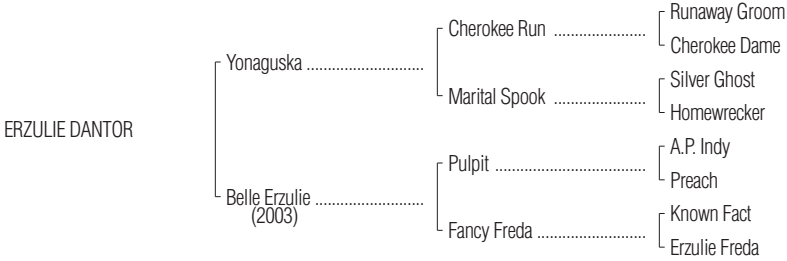 Runaway Groom
Cherokee Run ........................
Cherokee Dame
Yonaguska ..............................
Silver Ghost
Marital Spook ........................
Homewrecker
ERZULIE DANTOR
A.P. Indy
Pulpit .......................................
Preach
Belle Erzulie ............................
(2003)
Known Fact
Fancy Freda ............................
Erzulie Freda